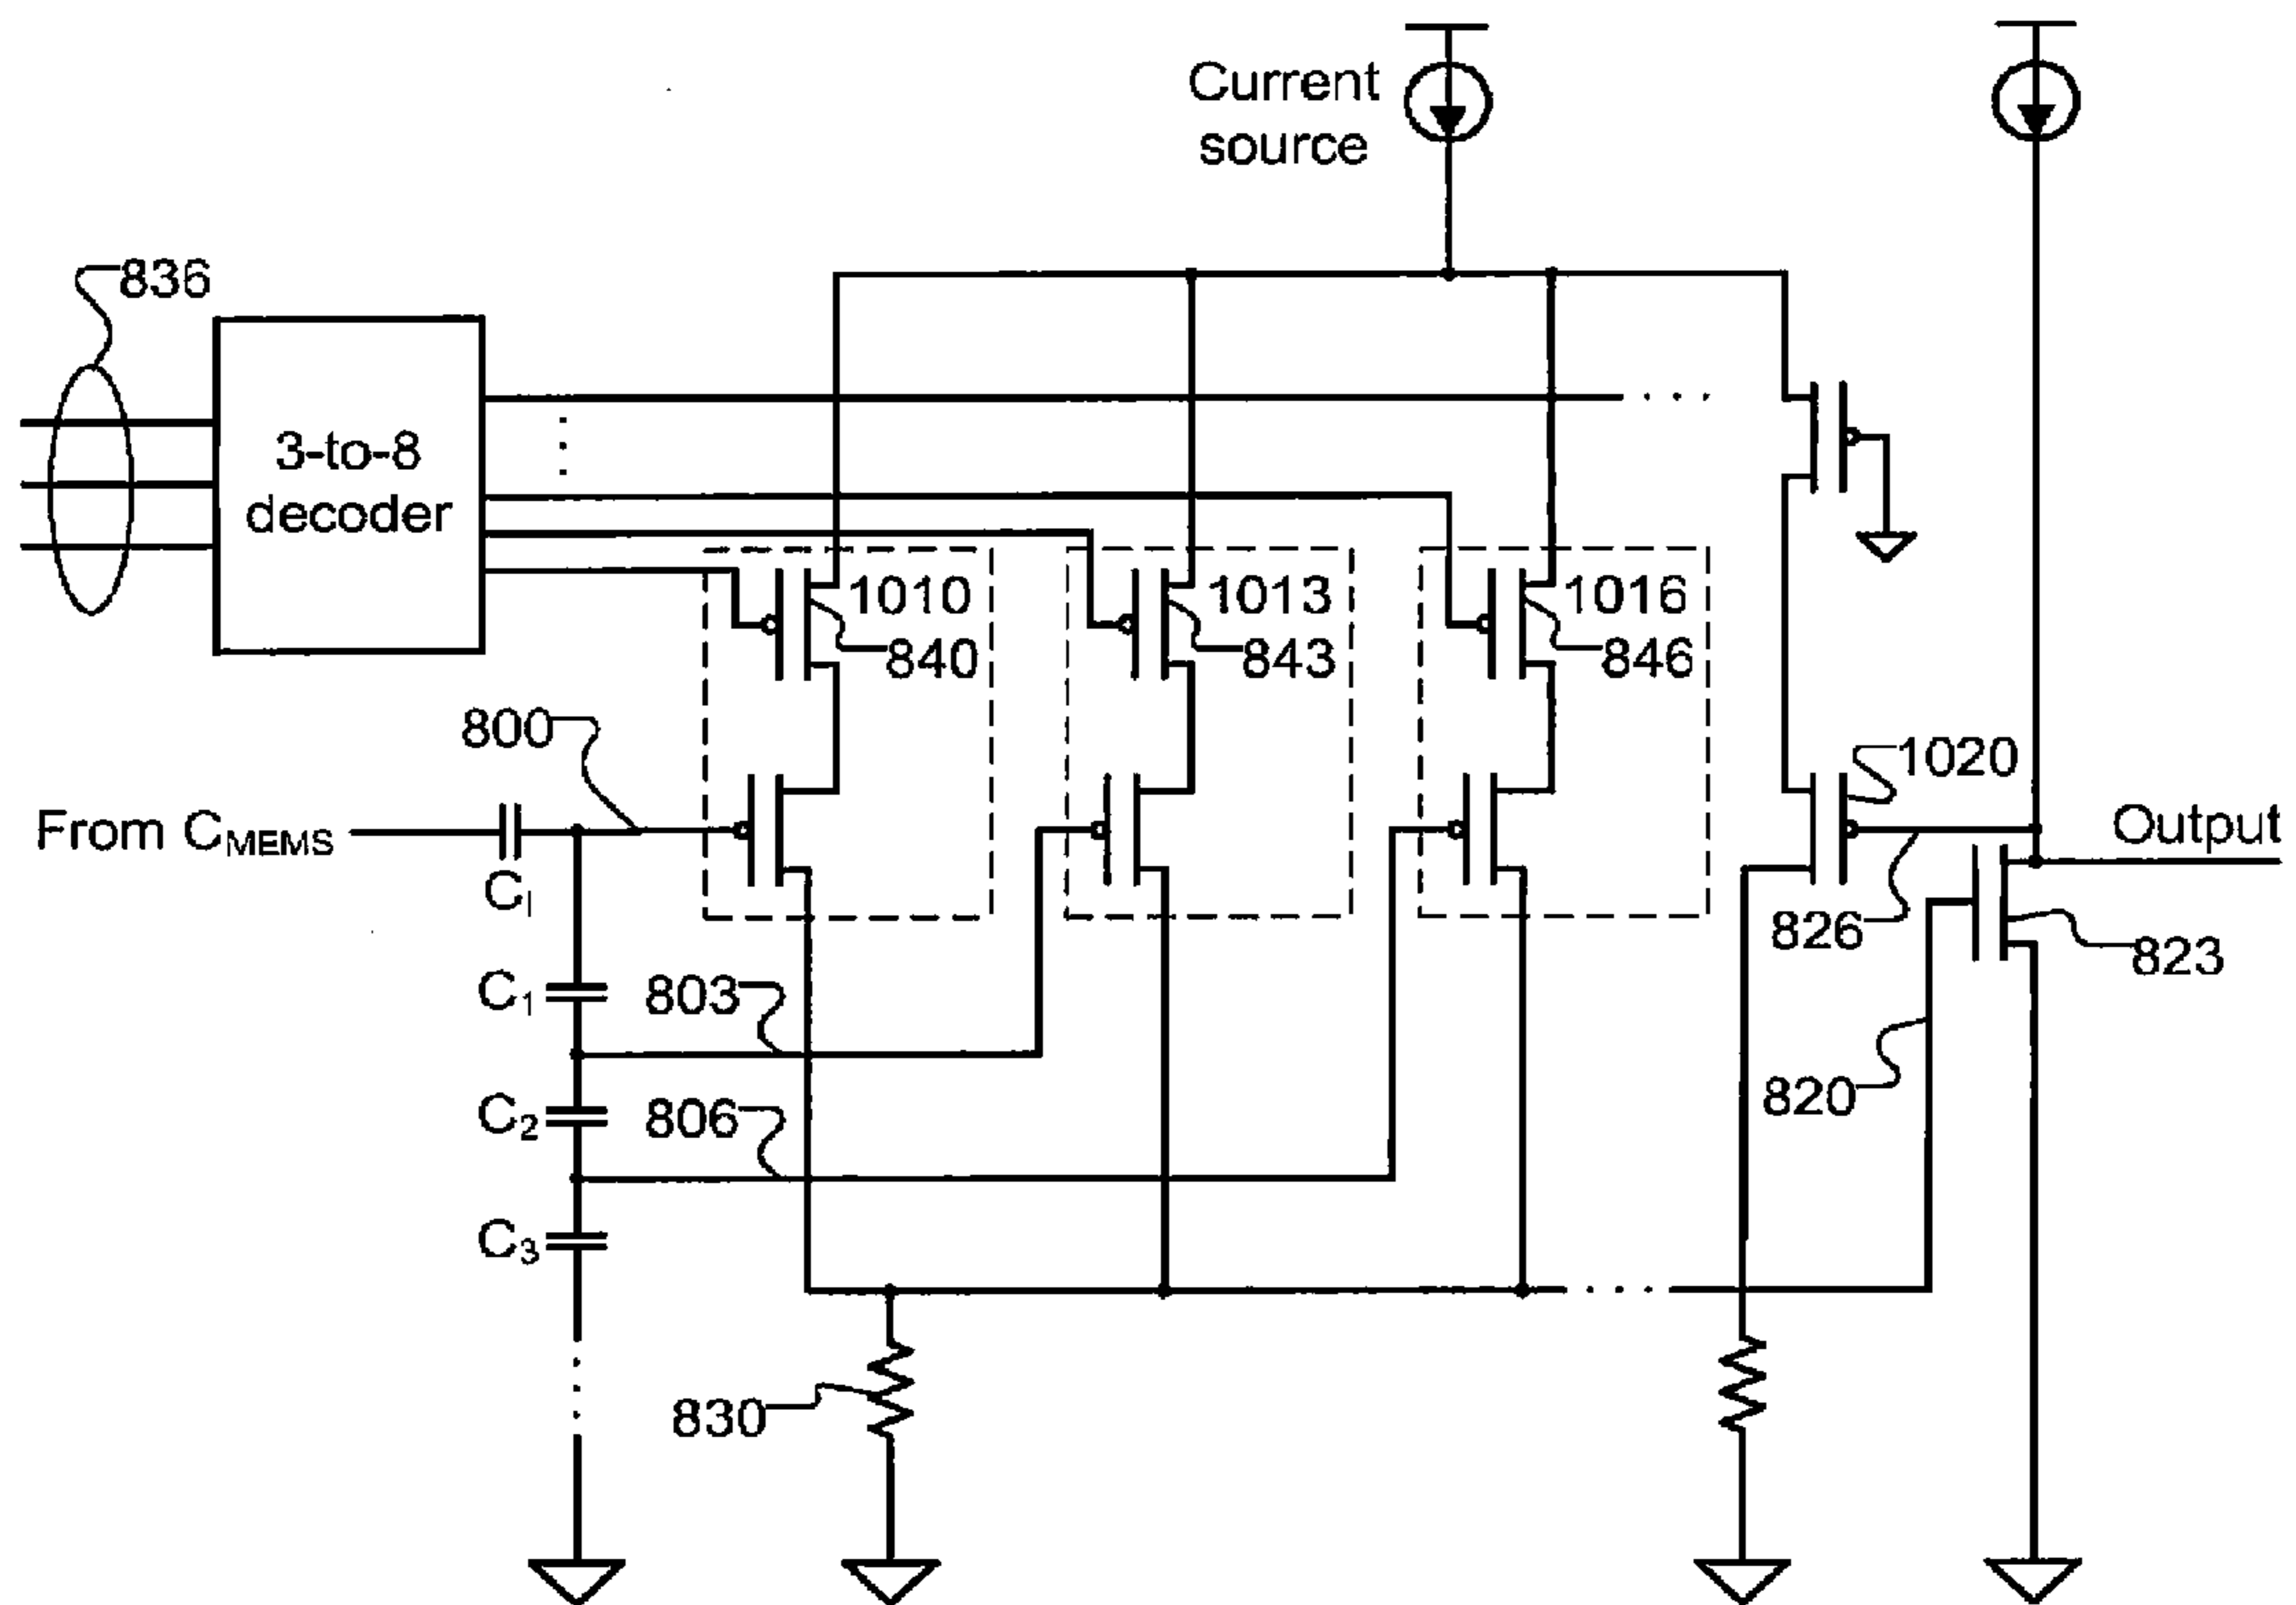 Current
source
836
3-to-8
decoder
1010
840
1013
843
1016
846
800
1020
From CMEMS
CI
Output
826
823
C1
803
820
C2
806
C3
830